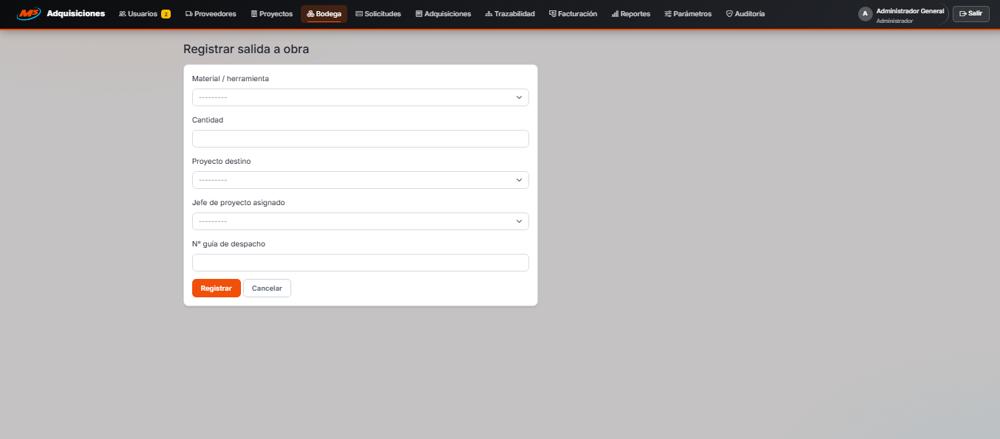 M5 Adquisiciones Usuarios 2 Proveedores Proyectos Bodega Solicitudes Adquisiciones Trazabilidad Facturación Reportes Parámetros Auditoría A Administrador General Salir
Administrador
Registrar salida a obra
Material / herramienta
---------
Cantidad
Proyecto destino
---------
Jefe de proyecto asignado
---------
N° guía de despacho
Registrar Cancelar